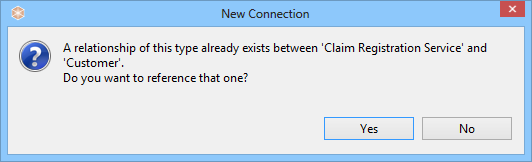 New Connection
A relationship of this type already exists between 'Claim Registration Service' and
'Customer'.
Do you want to reference that one?
Yes No